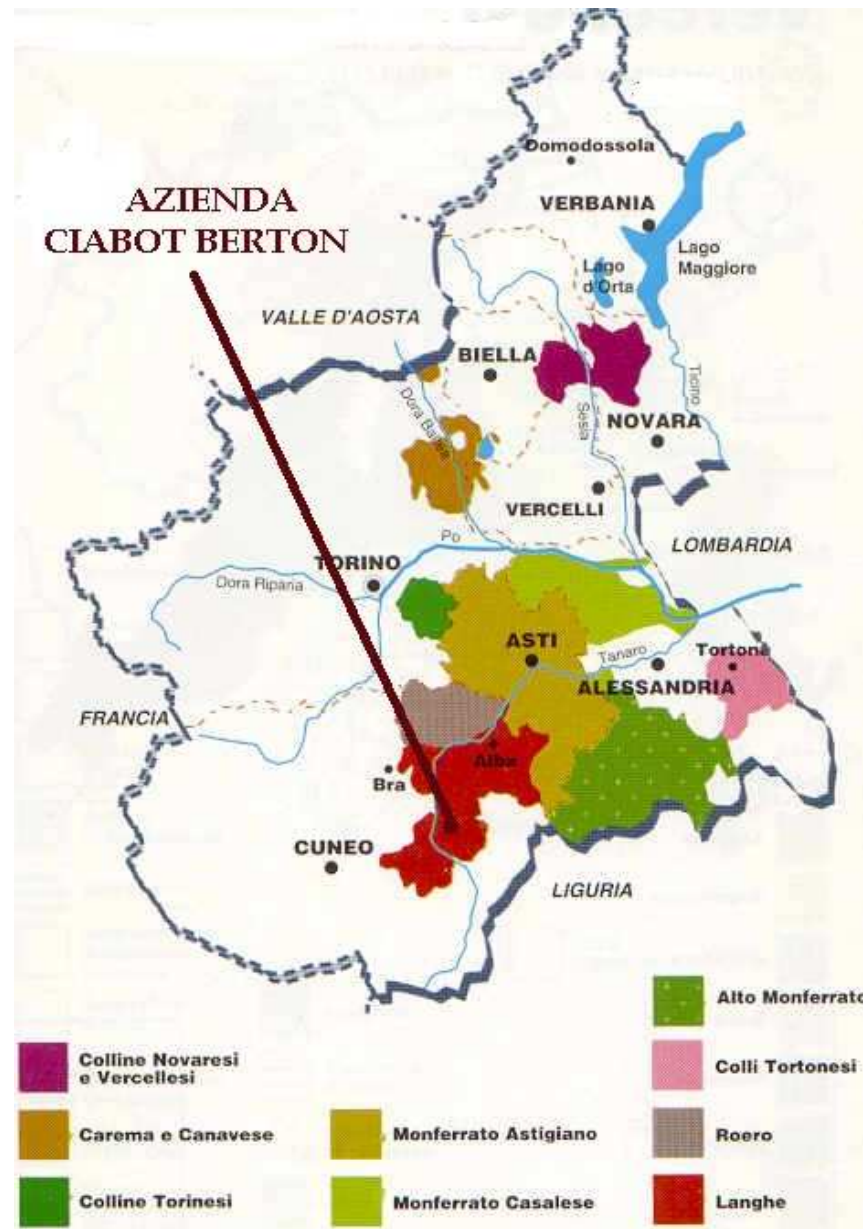 Domodossola
AZIENDA
CIABOT BERTON
VERBANIA
Lago
Maggiore
Lago
d'Orta
VALLE D'AOSTA
BIELLA
Ticino
Dora Baltea
Sesia
NOVARA
VERCELLI
Po
LOMBARDIA
TORINO
Dora Riparia
ASTI
Tanaro
Tortona
ALESSANDRIA
FRANCIA
Alba
Bra
CUNEO
LIGURIA
Alto Monferrato
Colline Novaresi
e Vercellesi
Colli Tortonesi
Carema e Canavese
Monferrato Astigiano
Roero
Colline Torinesi
Monferrato Casalese
Langhe